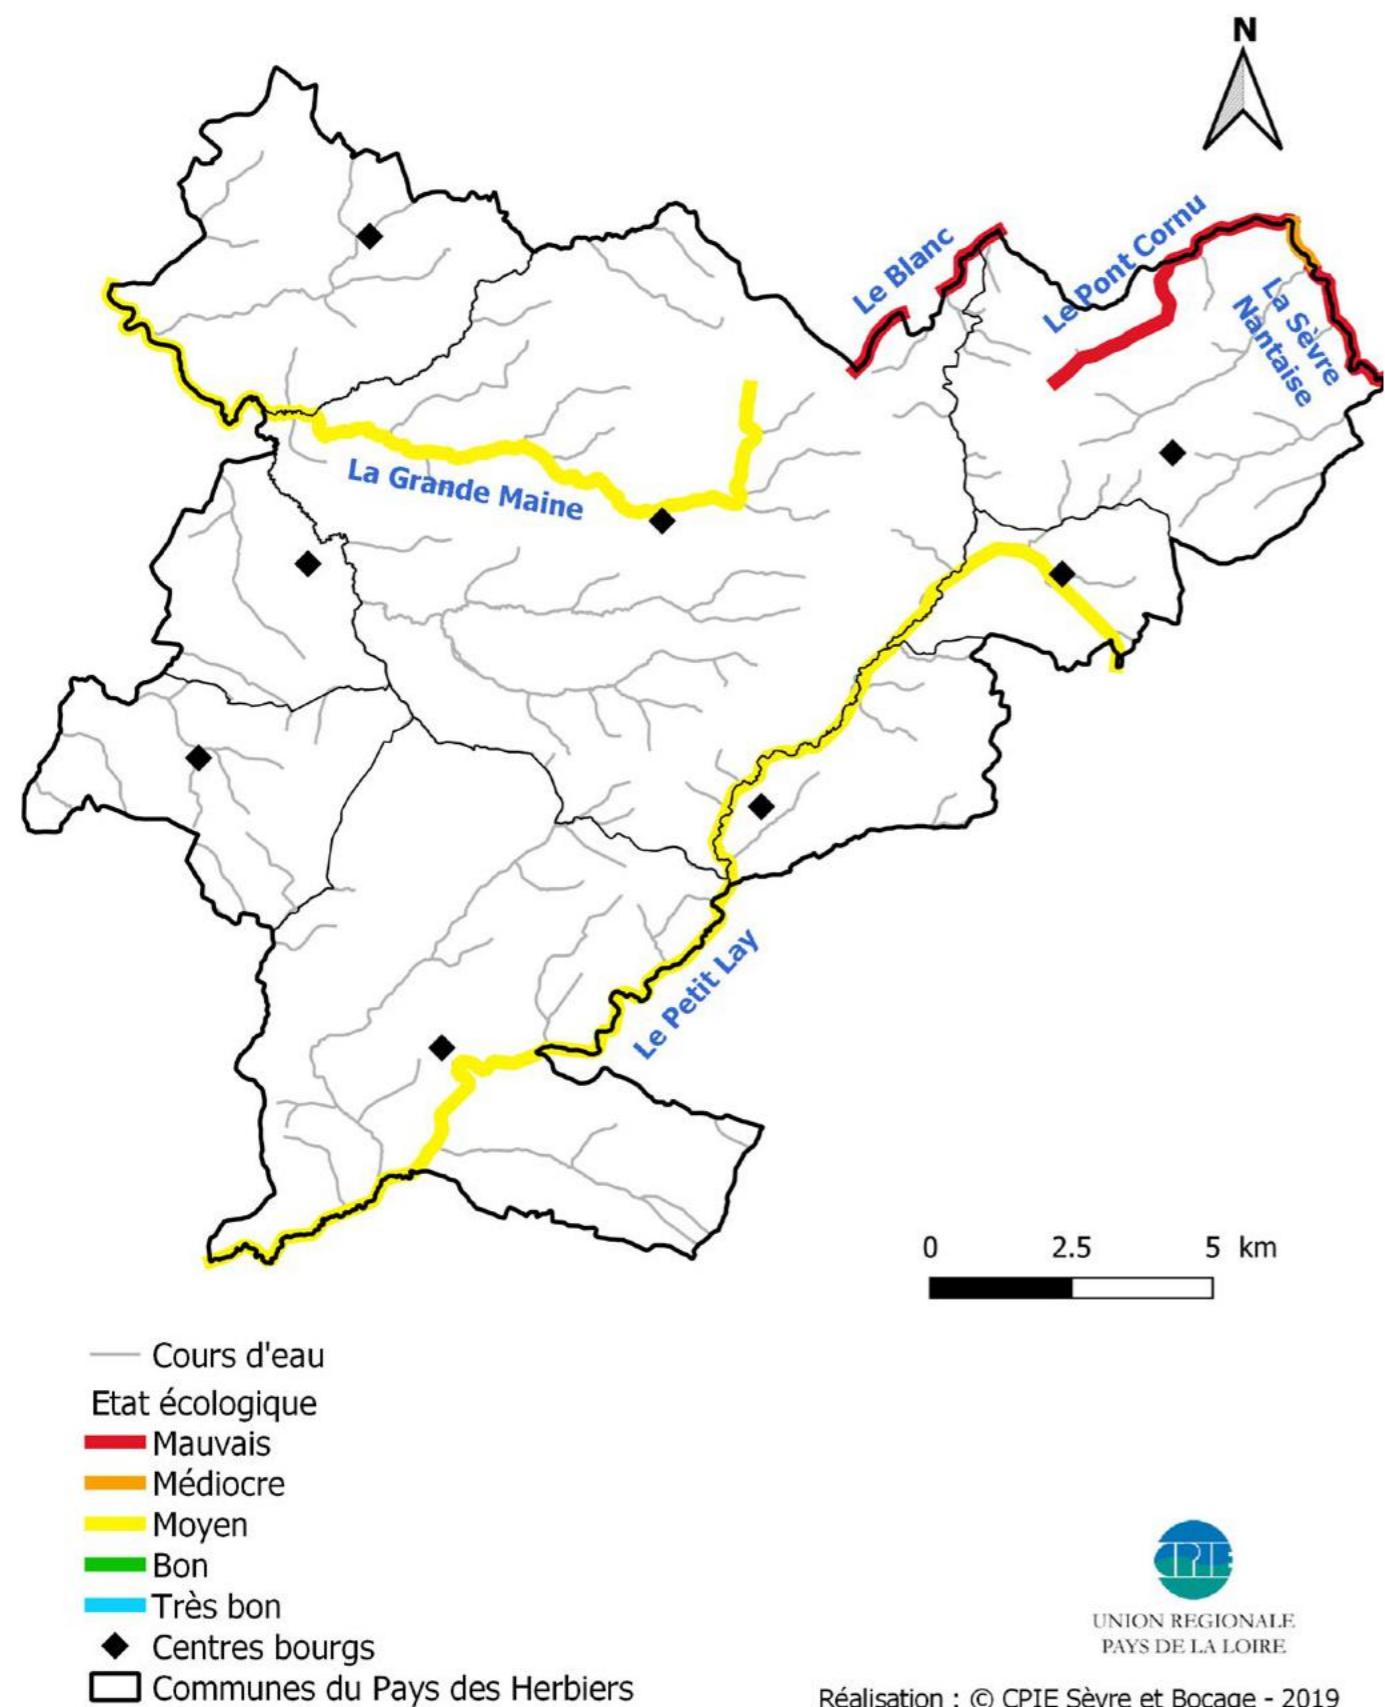 N
Le Blanc
Le Pont Cornu
La Sèvre
Nantaise
La Grande Maine
Le Petit Lay
0 2.5 5 km
Cours d'eau
Etat écologique
Mauvais
Médiocre
Moyen
Bon
Très bon
Centres bourgs
Communes du Pays des Herbiers
CPIE
UNION REGIONALE
PAYS DE LA LOIRE
Réalisation : © CPIE Sèvre et Bocage - 2019